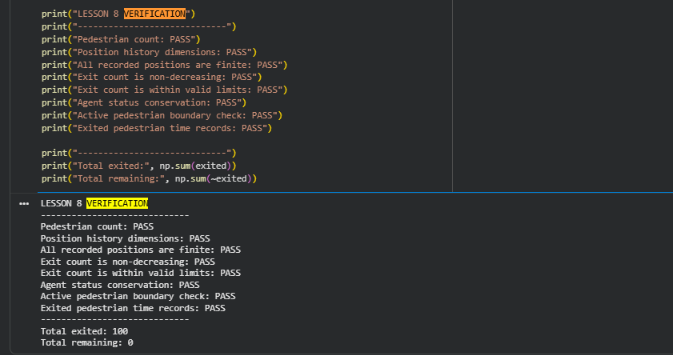 print("LESSON 8 VERIFICATION")
print("-----------------------------")
print("Pedestrian count: PASS")
print("Position history dimensions: PASS")
print("All recorded positions are finite: PASS")
print("Exit count is non-decreasing: PASS")
print("Exit count is within valid limits: PASS")
print("Agent status conservation: PASS")
print("Active pedestrian boundary check: PASS")
print("Exited pedestrian time records: PASS")
print("-----------------------------")
print("Total exited:", np.sum(exited))
print("Total remaining:", np.sum(~exited))
LESSON 8 VERIFICATION
-----------------------------
Pedestrian count: PASS
Position history dimensions: PASS
All recorded positions are finite: PASS
Exit count is non-decreasing: PASS
Exit count is within valid limits: PASS
Agent status conservation: PASS
Active pedestrian boundary check: PASS
Exited pedestrian time records: PASS
-----------------------------
Total exited: 100
Total remaining: 0